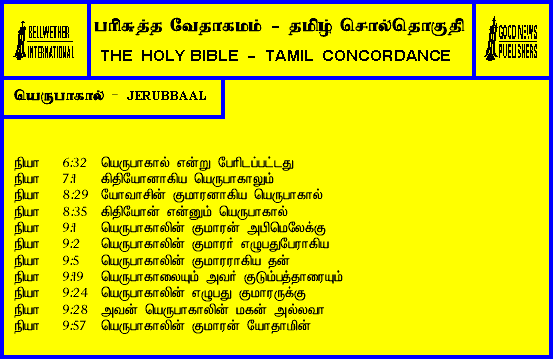 BELLWETHER
INTERNATIONAL
பரிசுத்த வேதாகமம் - தமிழ் சொல்தொகுதி
THE HOLY BIBLE - TAMIL CONCORDANCE
GOOD NEWS
PUBLISHERS
யெருபாகால் - JERUBBAAL
நியா 6:32 யெருபாகால் என்று பேரிடப்பட்டது
நியா 7:1 கிதியோனாகிய யெருபாகாலும்
நியா 8:29 யோவாசின் குமாரனாகிய யெருபாகால்
நியா 8:35 கிதியோன் என்னும் யெருபாகால்
நியா 9:1 யெருபாகாலின் குமாரன் அபிமெலேக்கு
நியா 9:2 யெருபாகாலின் குமாரர் எழுபதுபேராகிய
நியா 9:5 யெருபாகாலின் குமாரராகிய தன்
நியா 9:19 யெருபாகாலையும் அவர் குடும்பத்தாரையும்
நியா 9:24 யெருபாகாலின் எழுபது குமாரருக்கு
நியா 9:28 அவன் யெருபாகாலின் மகன் அல்லவா
நியா 9:57 யெருபாகாலின் குமாரன் யோதாமின்